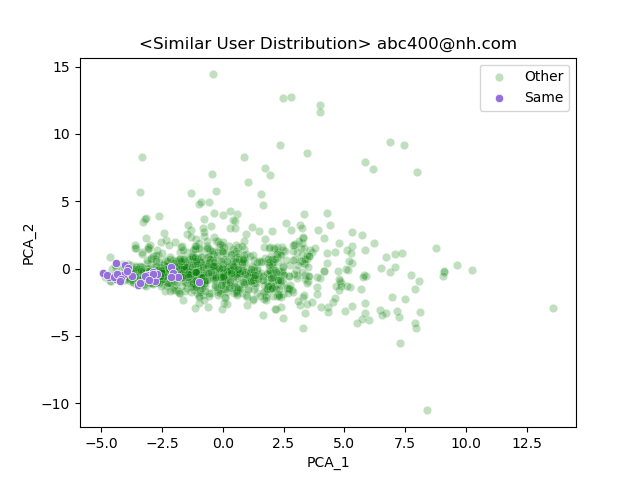 <Similar User Distribution> abc400@nh.com
Other
Same
15
10
5
0
−5
−10
PCA_2
−5.0 −2.5 0.0 2.5 5.0 7.5 10.0 12.5
PCA_1